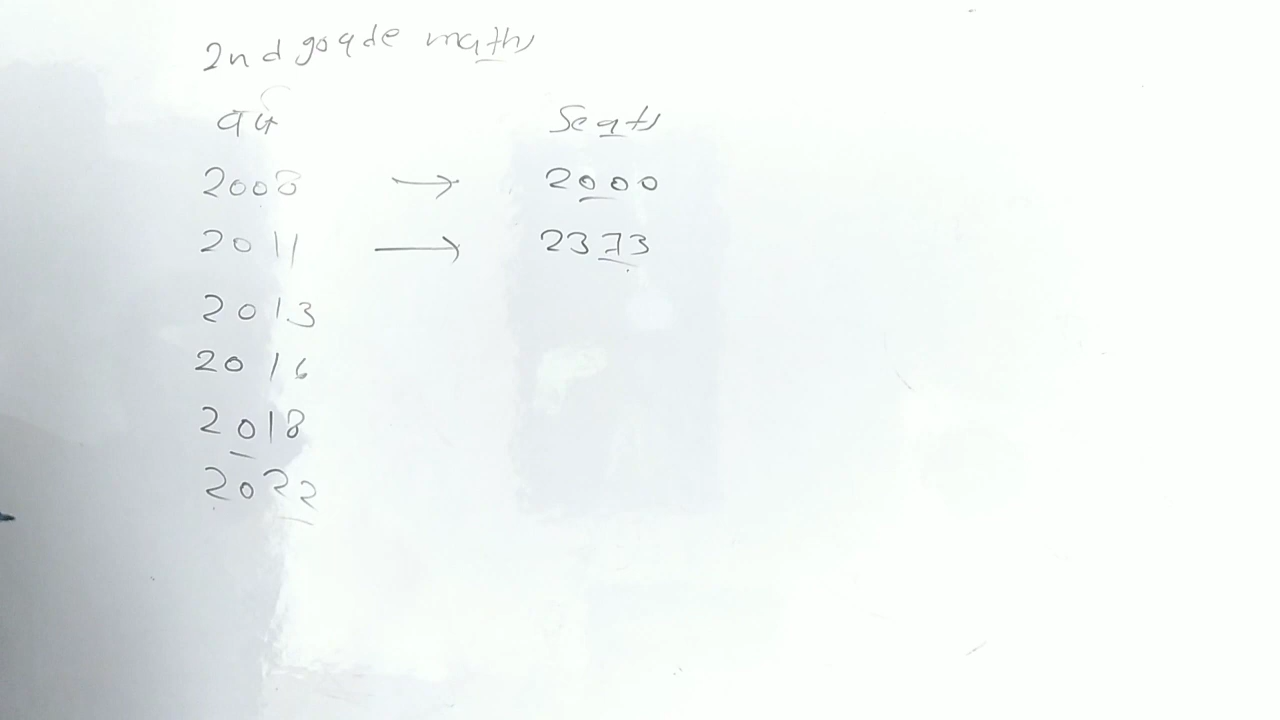 2nd grade maths
वर्ष Seats
2008 → 2000
2011 → 2373
2013
2016
2018
2022